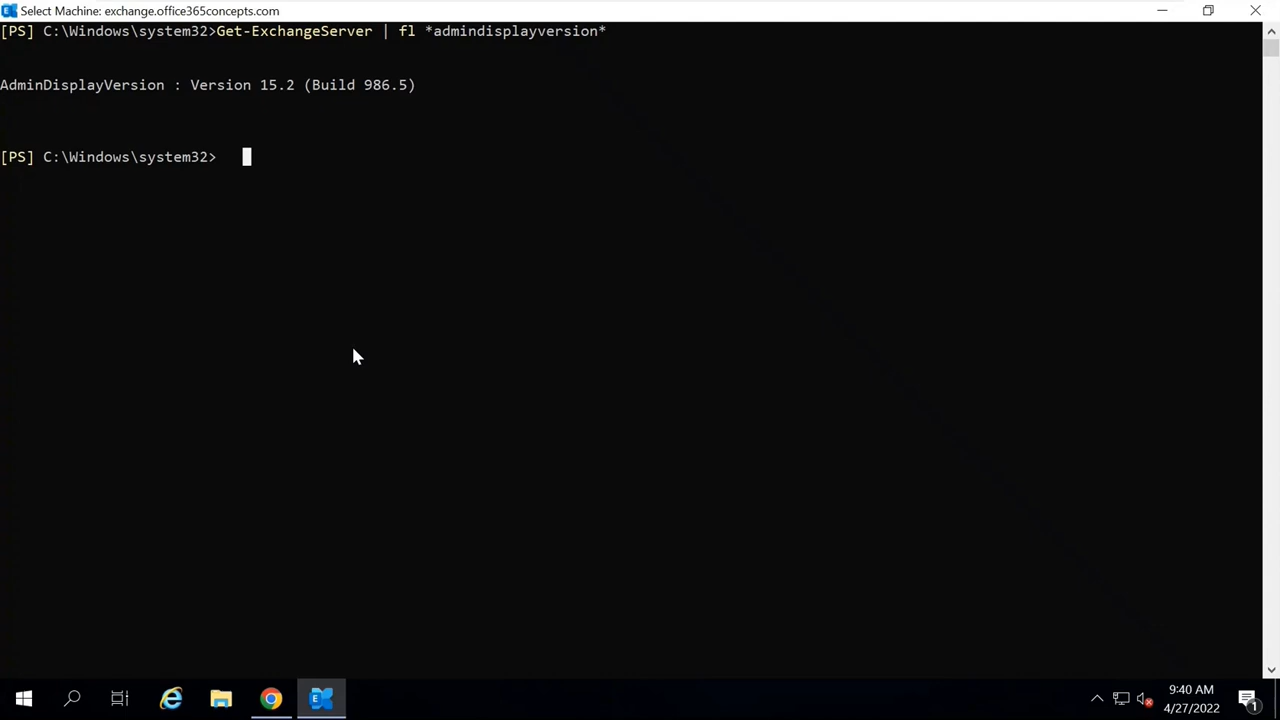 Select Machine: exchange.office365concepts.com
[PS] C:\Windows\system32>Get-ExchangeServer | fl *admindisplayversion*
AdminDisplayVersion : Version 15.2 (Build 986.5)
[PS] C:\Windows\system32>
9:40 AM
4/27/2022
1